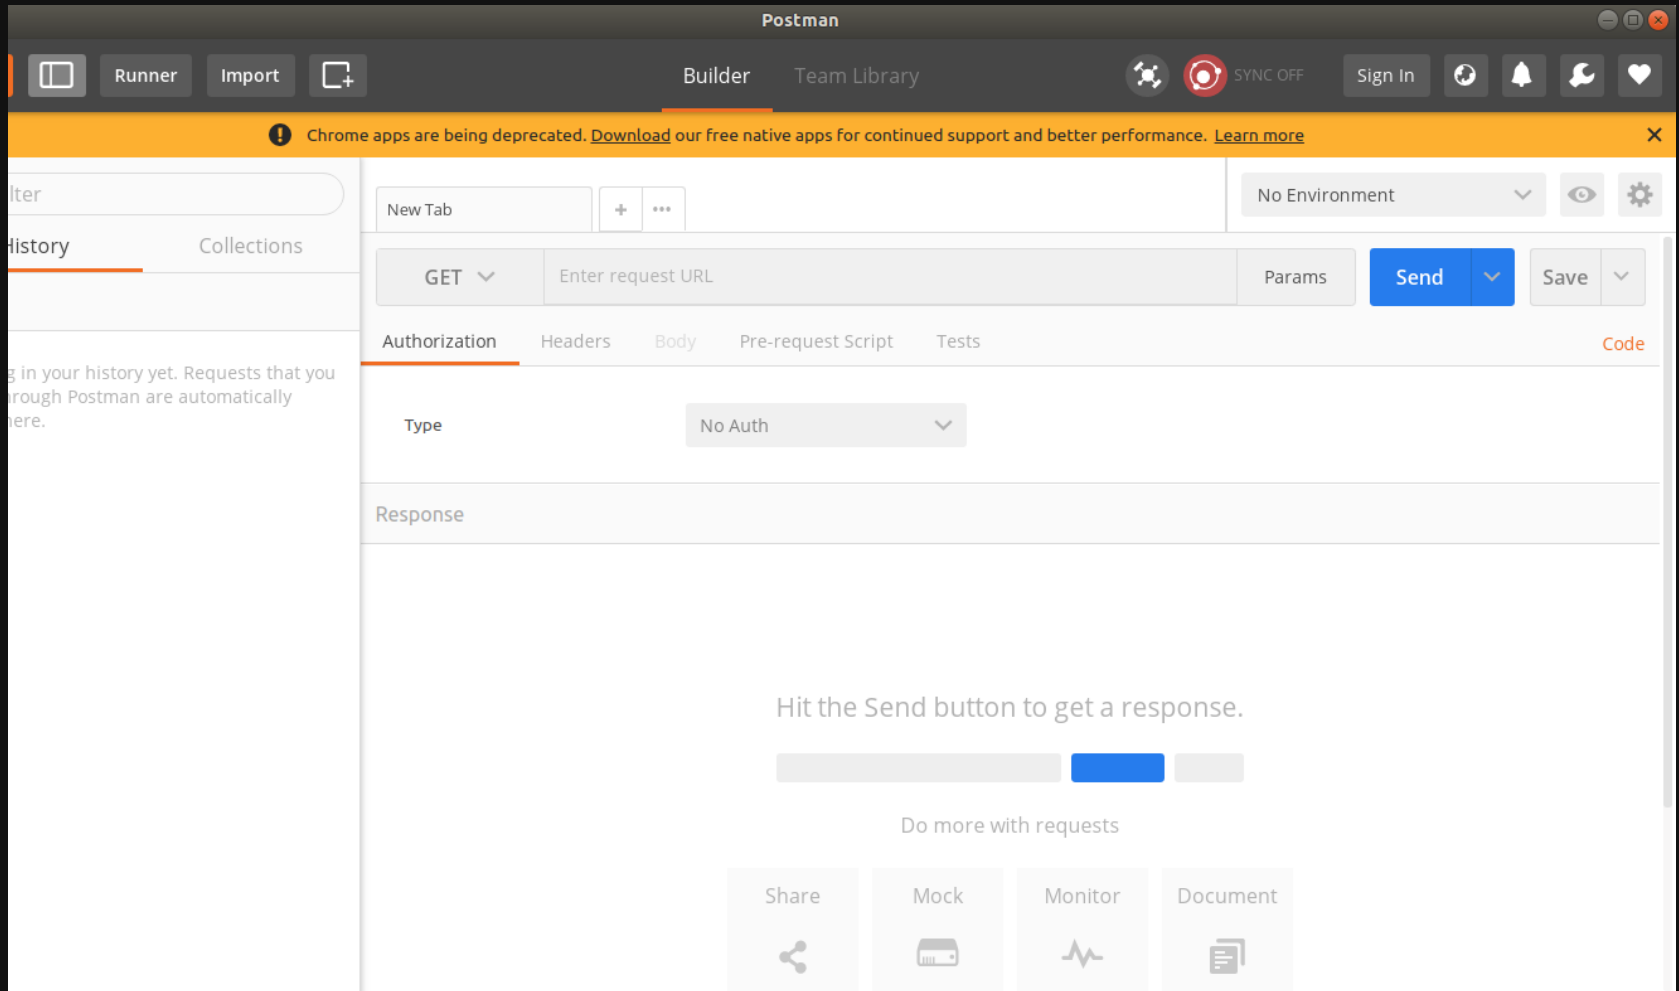 Postman
Runner
Import
Builder
Team Library
SYNC OFF
Sign In
Chrome apps are being deprecated. Download our free native apps for continued support and better performance. Learn more
New Tab
No Environment
History
Collections
GET
Enter request URL
Params
Send
Save
Authorization
Headers
Body
Pre-request Script
Tests
Code
in your history yet. Requests that you
through Postman are automatically
here.
Type
No Auth
Response
Hit the Send button to get a response.
Do more with requests
Share
Mock
Monitor
Document